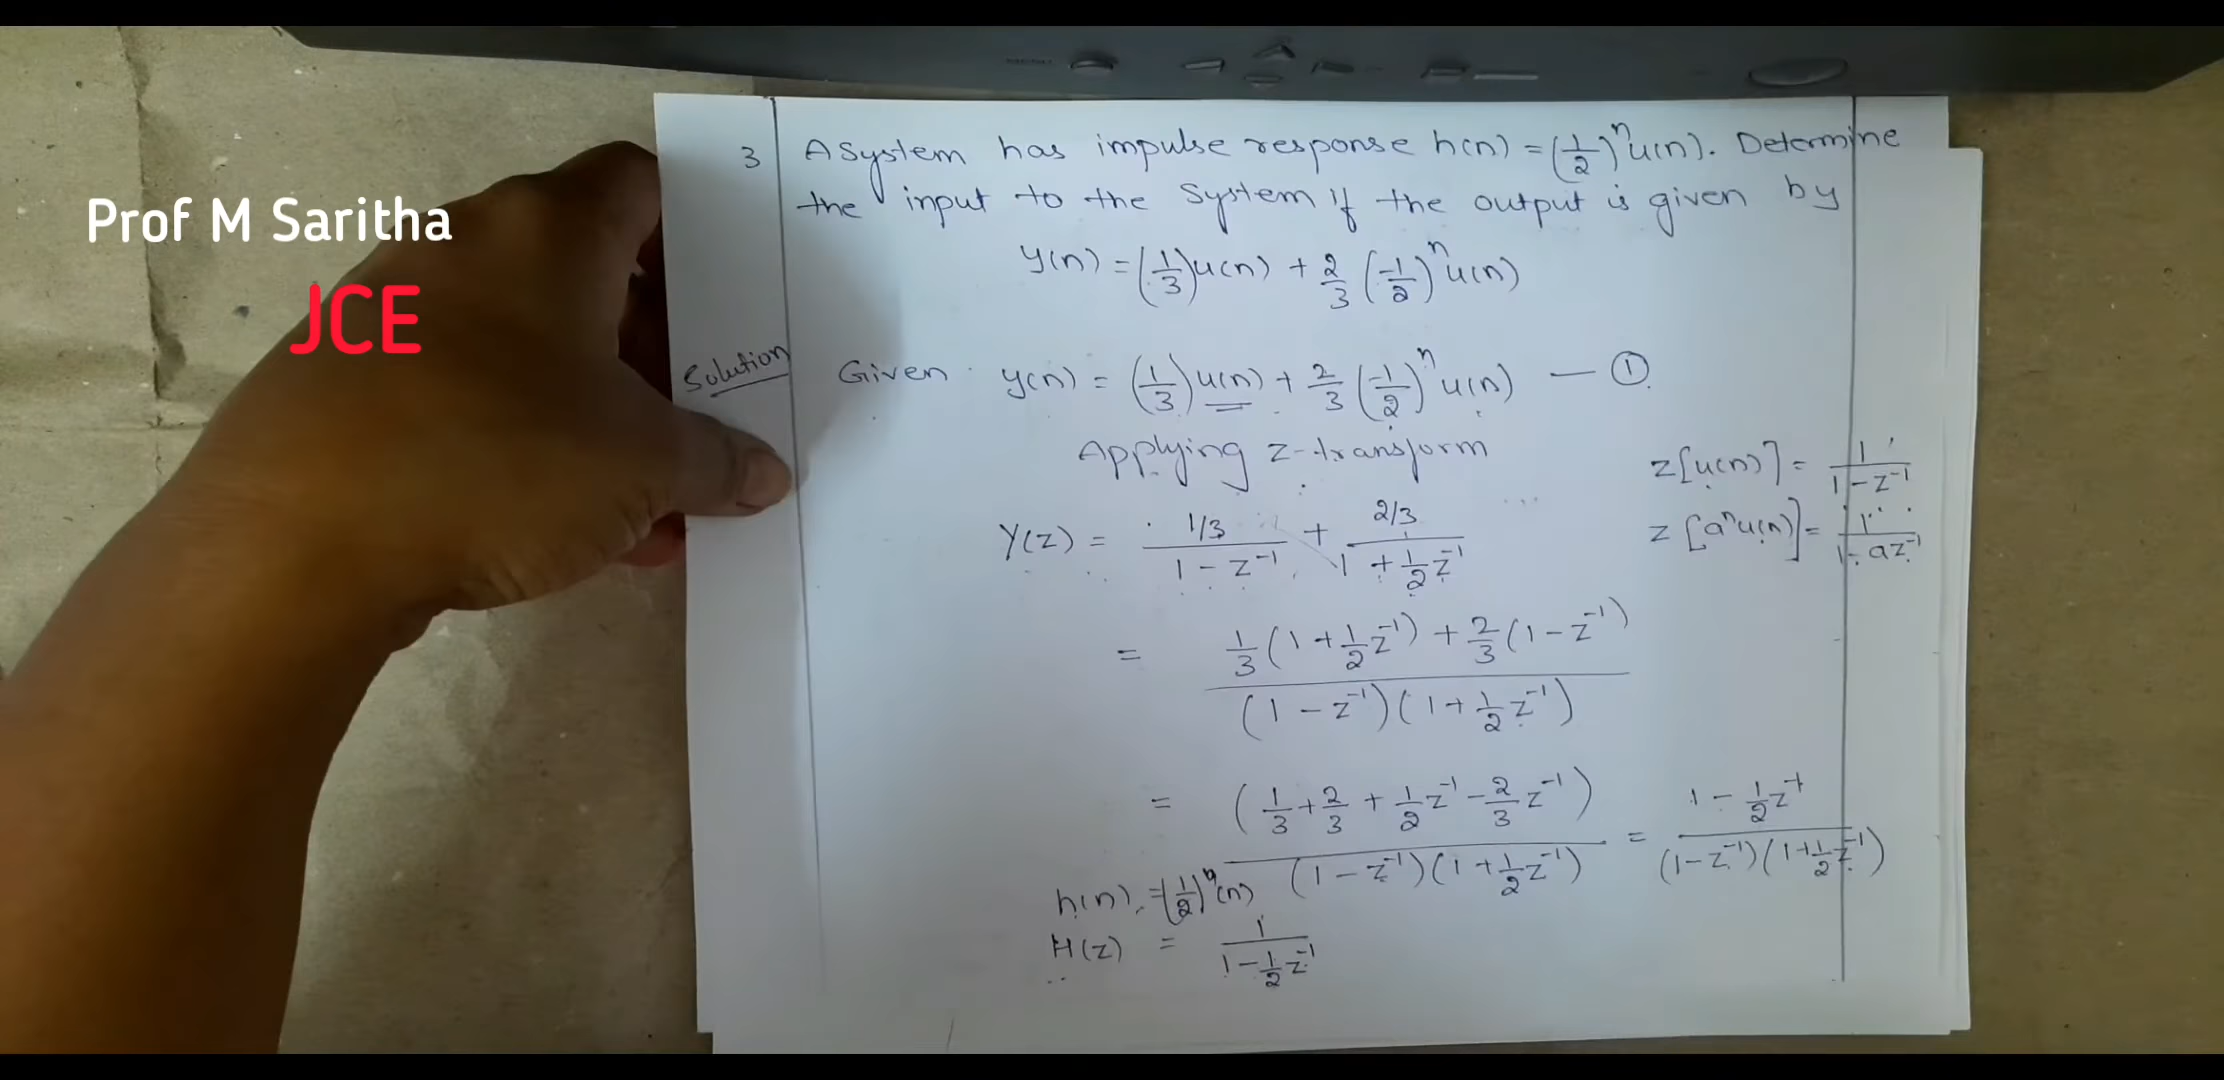 Prof M Saritha
JCE
3 A System has impulse response h(n) = (1/2)^n u(n). Determine
the input to the System if the output is given by
y(n) = (1/3)u(n) + 2/3 (-1/2)^n u(n)
Solution Given y(n) = (1/3) u(n) + 2/3 (-1/2)^n u(n) — ①
Applying z-transform
z[u(n)] = 1/(1 - z^-1)
Y(z) = (1/3)/(1 - z^-1) + (2/3)/(1 + 1/2 z^-1)
z[a^n u(n)] = 1/(1 - az^-1)
= (1/3 (1 + 1/2 z^-1) + 2/3 (1 - z^-1))/((1 - z^-1)(1 + 1/2 z^-1))
= (1/3 + 2/3 + 1/2 z^-1 - 2/3 z^-1)/((1 - z^-1)(1 + 1/2 z^-1)) = (1 - 1/2 z^-1)/((1 - z^-1)(1 + 1/2 z^-1))
h(n) = (1/2)^n (n)
H(z) = 1/(1 - 1/2 z^-1)